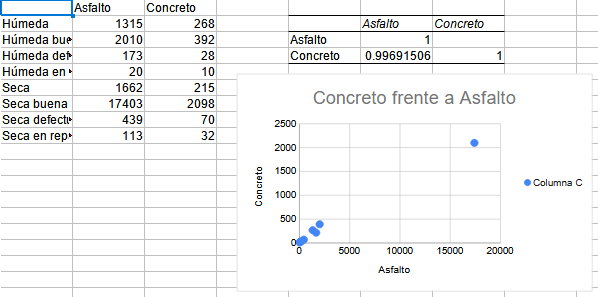 Asfalto Concreto
Húmeda 1315 268
Húmeda bue 2010 392
Húmeda def 173 28
Húmeda en 20 10
Seca 1662 215
Seca buena 17403 2098
Seca defect 439 70
Seca en rep 113 32
Asfalto Concreto
Asfalto 1
Concreto 0.99691506 1
Concreto frente a Asfalto
2500
2000
1500
1000
500
0
Concreto
Columna C
0 5000 10000 15000 20000
Asfalto